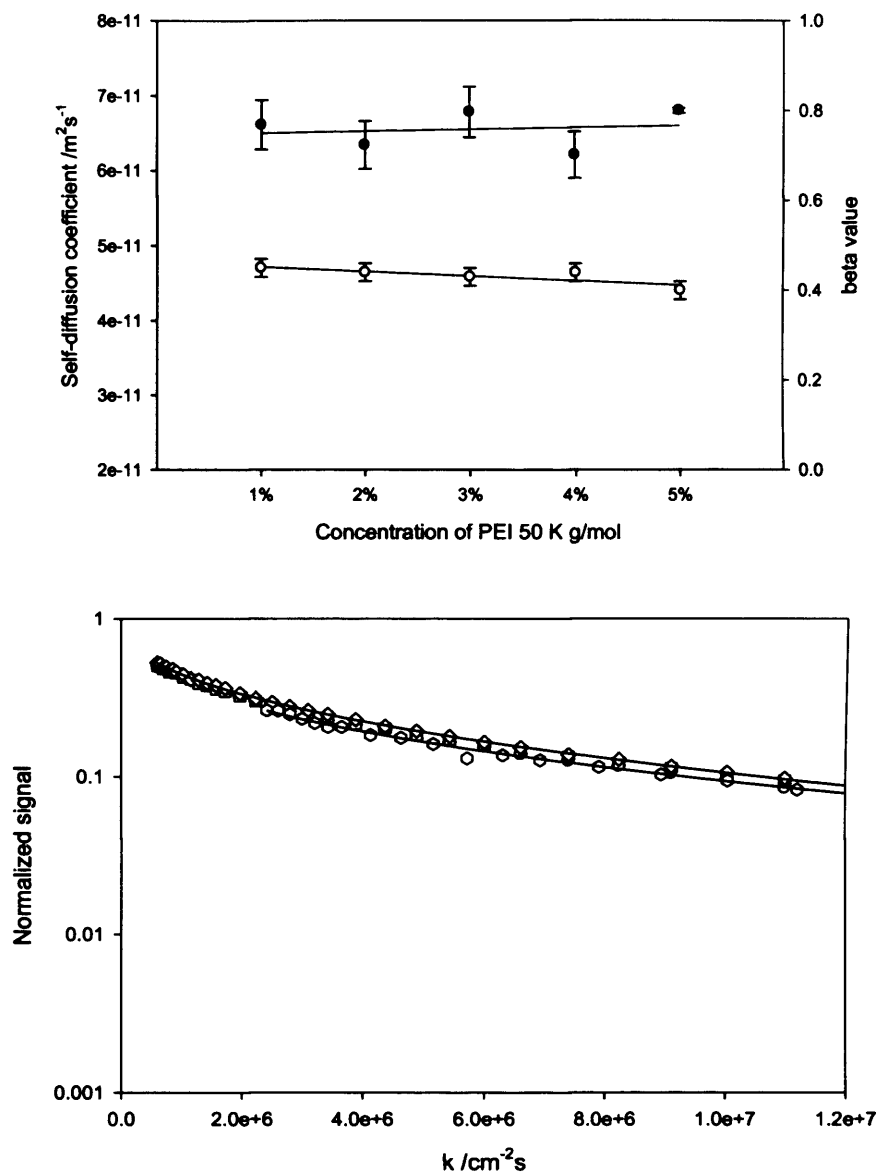 8e-11
7e-11
6e-11
5e-11
4e-11
3e-11
2e-11
Self-diffusion coefficient /m²s⁻¹
1.0
0.8
0.6
0.4
0.2
0.0
beta value
1% 2% 3% 4% 5%
Concentration of PEI 50 K g/mol
1
0.1
0.01
0.001
Normalized signal
0.0 2.0e+6 4.0e+6 6.0e+6 8.0e+6 1.0e+7 1.2e+7
k /cm⁻²s